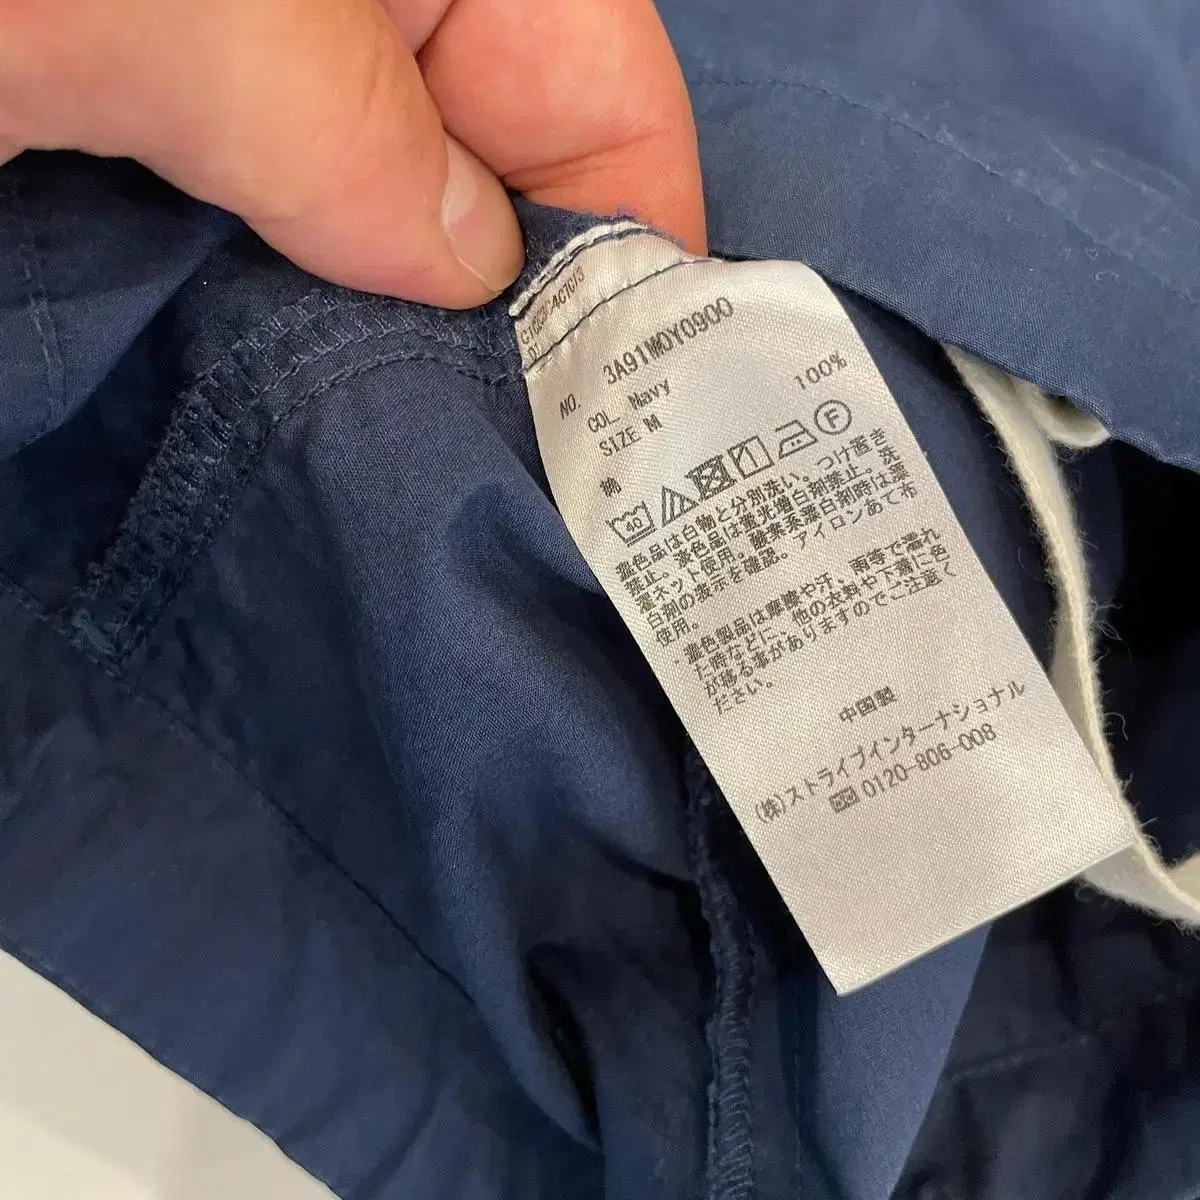 NO. 3A91MDY0900
COL. Navy
SIZE M
綿 100%
40 F
濃色品は白物と分別洗い、つけ置き
禁止。淡色品は蛍光増白剤禁止。洗
濯ネット使用。酸素系漂白剤時は漂
白剤の表示を確認。アイロンあて布
使用。
・濃色製品は摩擦や汗、雨等で濡れ
た時などに、他の衣料や下着に色
が移る事がありますのでご注意く
ださい。
中国製
(株)ストライプインターナショナル
0120-806-008